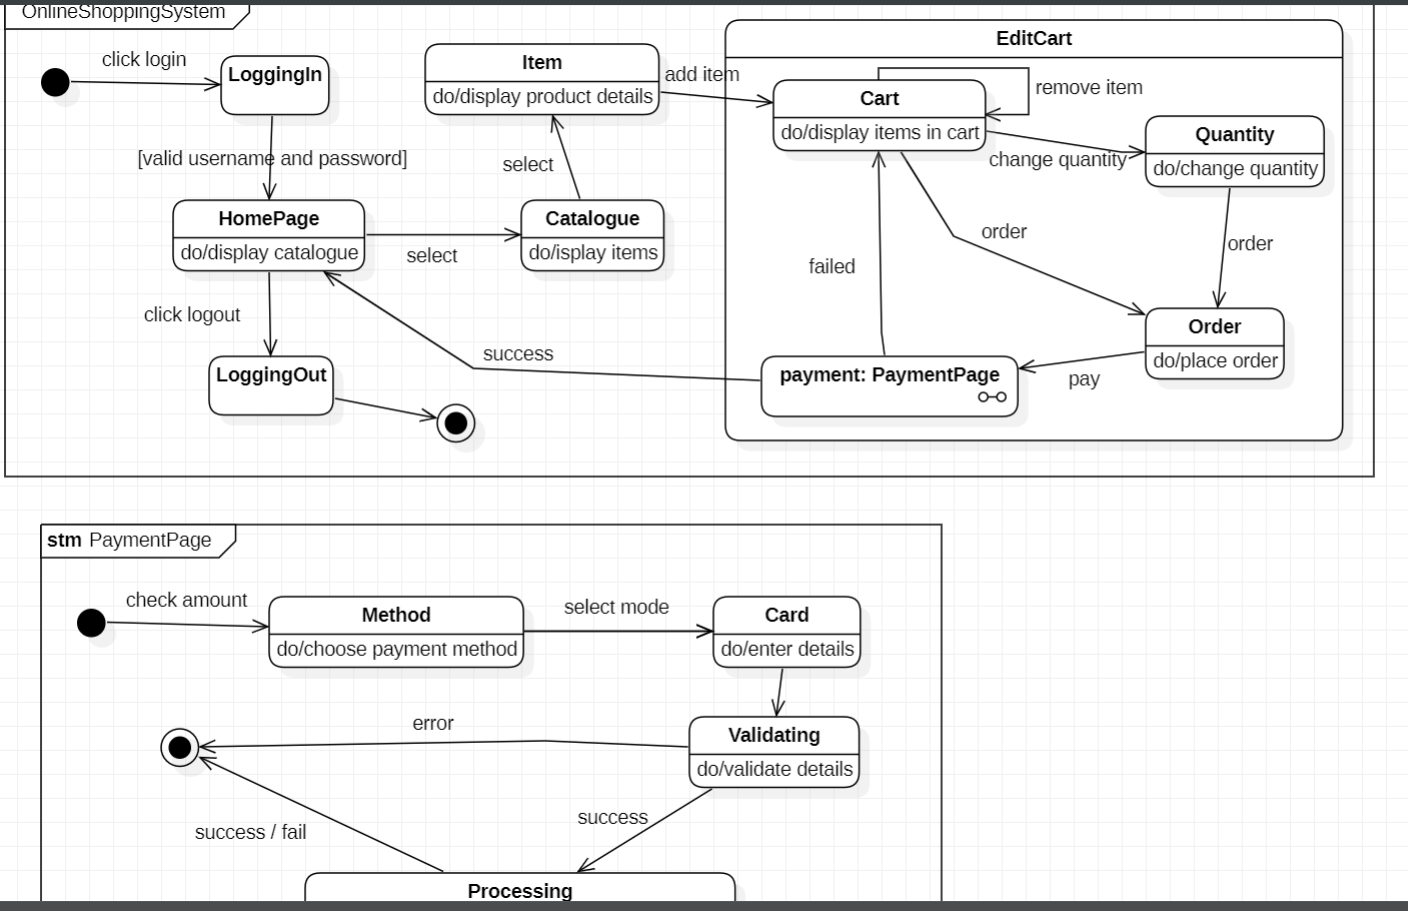 OnlineShoppingSystem
click login
LoggingIn
[valid username and password]
HomePage
do/display catalogue
select
click logout
LoggingOut
Item
do/display product details
add item
select
Catalogue
do/isplay items
success
EditCart
Cart
do/display items in cart
remove item
change quantity
Quantity
do/change quantity
order
order
failed
Order
do/place order
pay
payment: PaymentPage
stm PaymentPage
check amount
Method
do/choose payment method
select mode
Card
do/enter details
error
Validating
do/validate details
success
success / fail
Processing